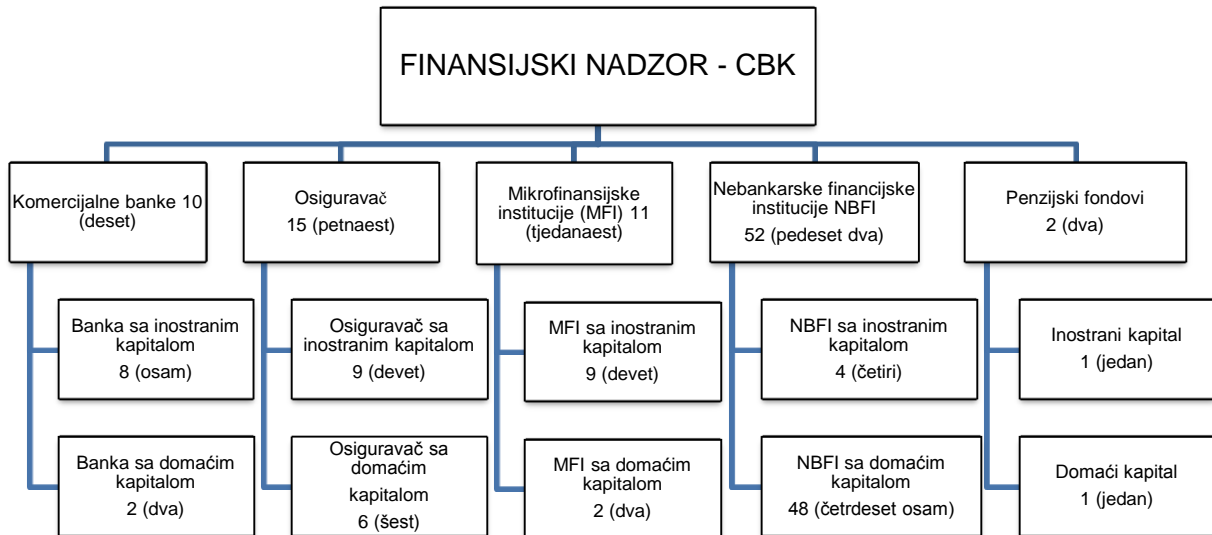 FINANSIJSKI NADZOR - CBK
Komercijalne banke 10
(deset)
Osiguravač
15 (petnaest)
Mikrofinansijske
institucije (MFI) 11
(tjedanaest)
Nebankarske financijske
institucije NBFI
52 (pedeset dva)
Penzijski fondovi
2 (dva)
Banka sa inostranim
kapitalom
8 (osam)
Osiguravač sa
inostranim kapitalom
9 (devet)
MFI sa inostranim
kapitalom
9 (devet)
NBFI sa inostranim
kapitalom
4 (četiri)
Inostrani kapital
1 (jedan)
Banka sa domaćim
kapitalom
2 (dva)
Osiguravač sa
domaćim
kapitalom
6 (šest)
MFI sa domaćim
kapitalom
2 (dva)
NBFI sa domaćim
kapitalom
48 (četrdeset osam)
Domaći kapital
1 (jedan)